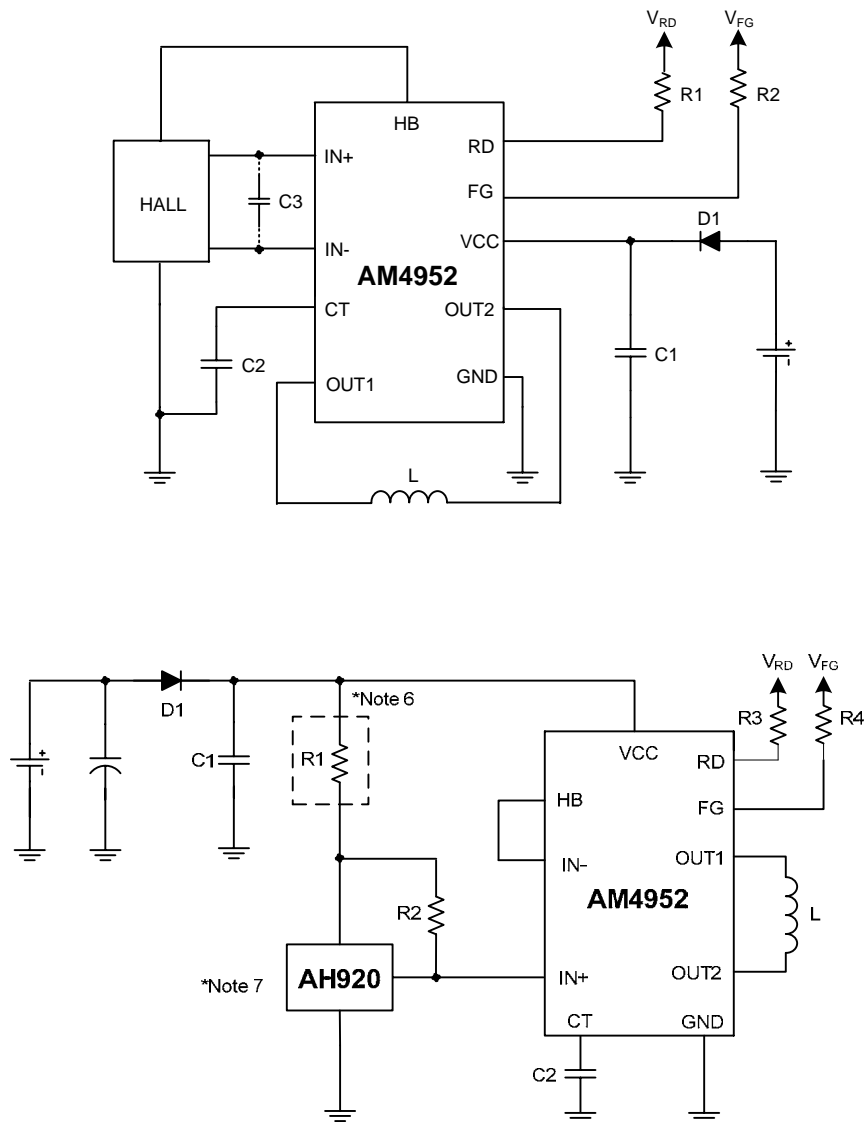 VRD
VFG
R1
R2
HB
RD
IN+
HALL
C3
FG
D1
VCC
IN-
AM4952
CT
OUT2
C1
+
-
C2
OUT1
GND
L
VRD
VFG
*Note 6
D1
R3
R4
VCC
RD
+
-
C1
R1
HB
FG
IN-
OUT1
AM4952
R2
L
*Note 7
AH920
IN+
OUT2
CT
GND
C2